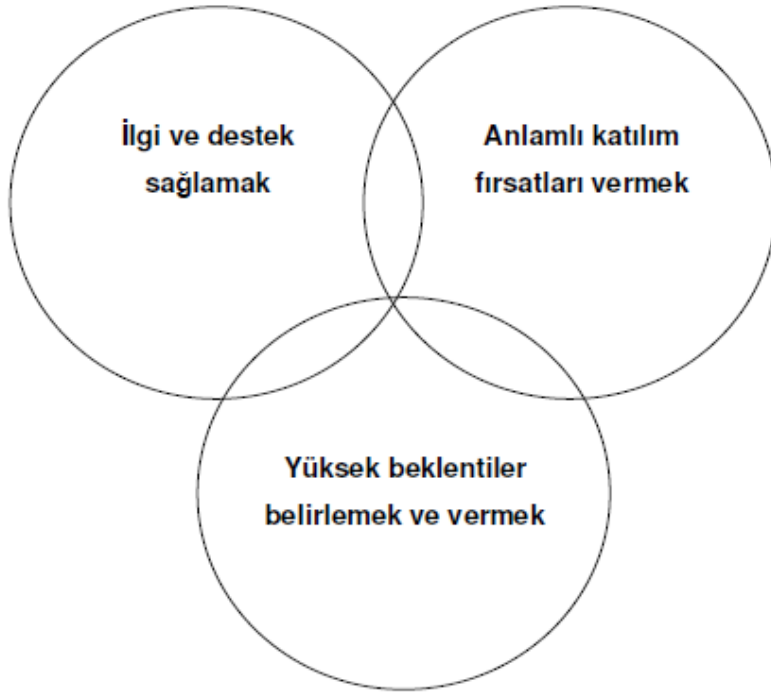 İlgi ve destek
sağlamak
Anlamlı katılım
fırsatları vermek
Yüksek beklentiler
belirlemek ve vermek